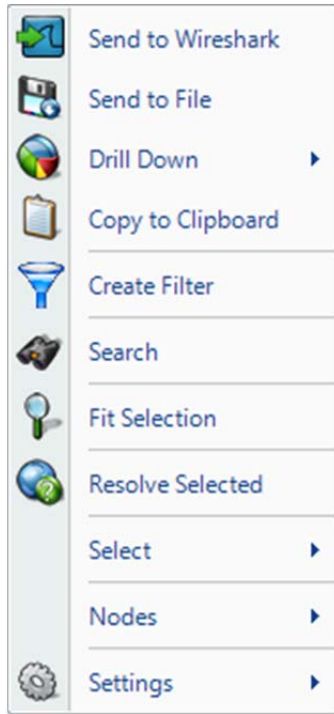 Send to Wireshark
Send to File
Drill Down
Copy to Clipboard
Create Filter
Search
Fit Selection
Resolve Selected
Select
Nodes
Settings